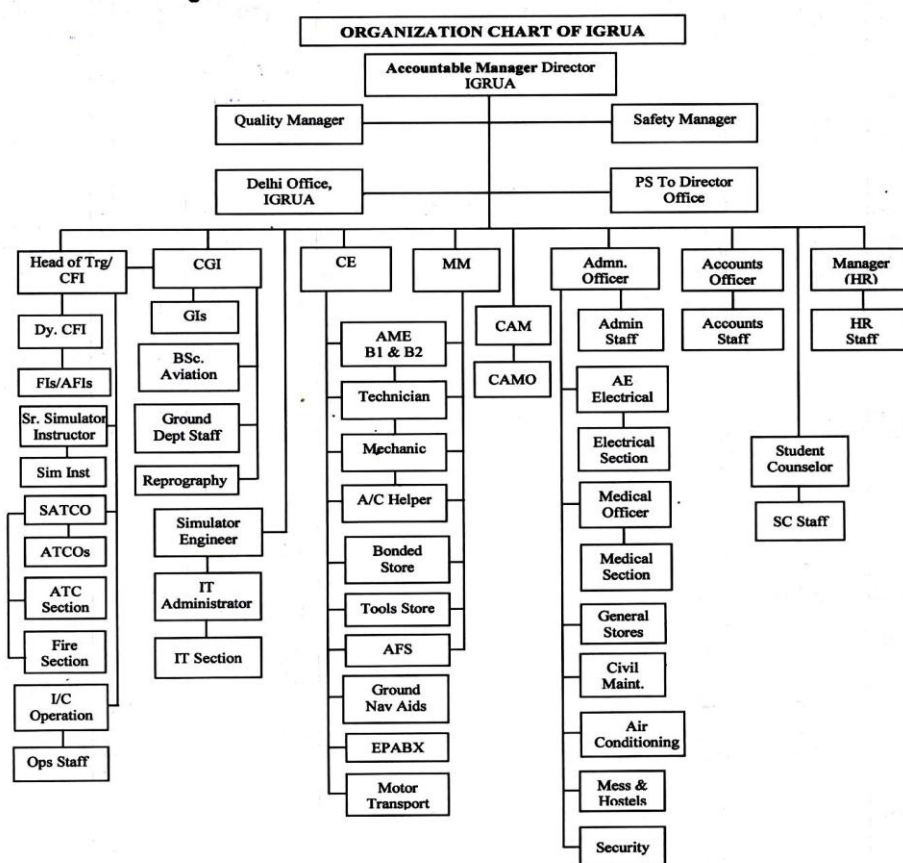 ORGANIZATION CHART OF IGRUA
Accountable Manager Director
IGRUA
Quality Manager
Safety Manager
Delhi Office,
IGRUA
PS To Director
Office
Head of Trg/
CFI
CGI
CE
MM
Admn.
Officer
Accounts
Officer
Manager
(HR)
Dy. CFI
FIs/AFIs
Sr. Simulator
Instructor
Sim Inst
SATCO
ATCOs
ATC
Section
Fire
Section
I/C
Operation
Ops Staff
GIs
BSc.
Aviation
Ground
Dept Staff
Reprography
Simulator
Engineer
IT
Administrator
IT Section
AME
B1 & B2
Technician
Mechanic
A/C Helper
Bonded
Store
Tools Store
AFS
Ground
Nav Aids
EPABX
Motor
Transport
CAM
CAMO
Admin
Staff
AE
Electrical
Electrical
Section
Medical
Officer
Medical
Section
General
Stores
Civil
Maint.
Air
Conditioning
Mess &
Hostels
Security
Accounts
Staff
HR
Staff
Student
Counselor
SC Staff